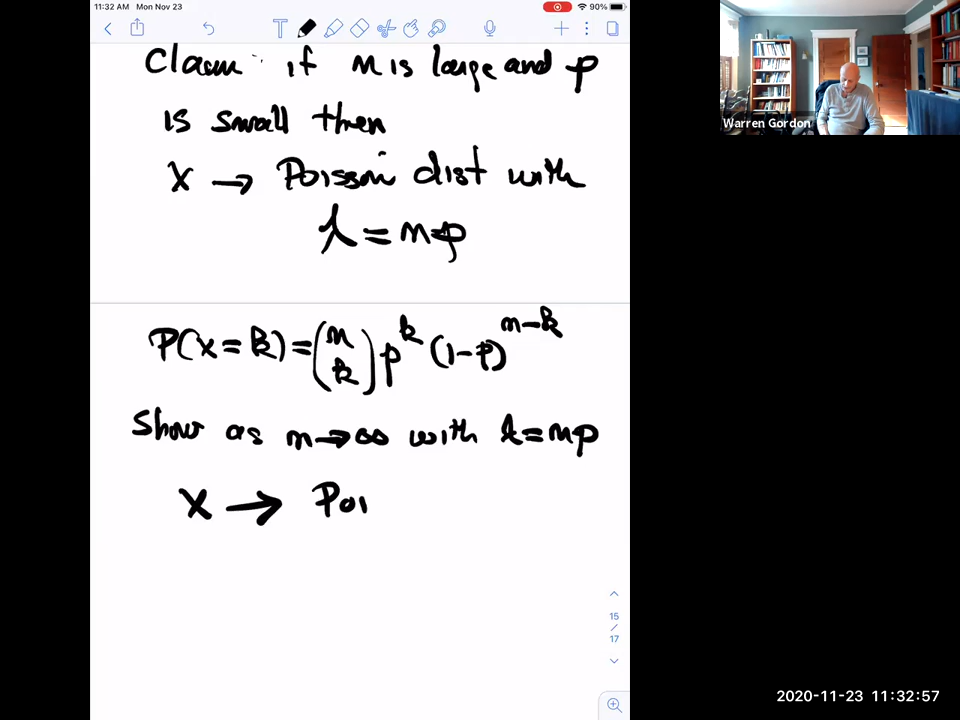 11:32 AM Mon Nov 23
90%
Claim: if n is large and p
is small then
X → Poisson dist with
λ = np
P(X = k) = (n k) p^k (1-p)^{n-k}
Show as n → ∞ with λ = np
X → Poi
15
/
17
Warren Gordon
2020-11-23 11:32:57